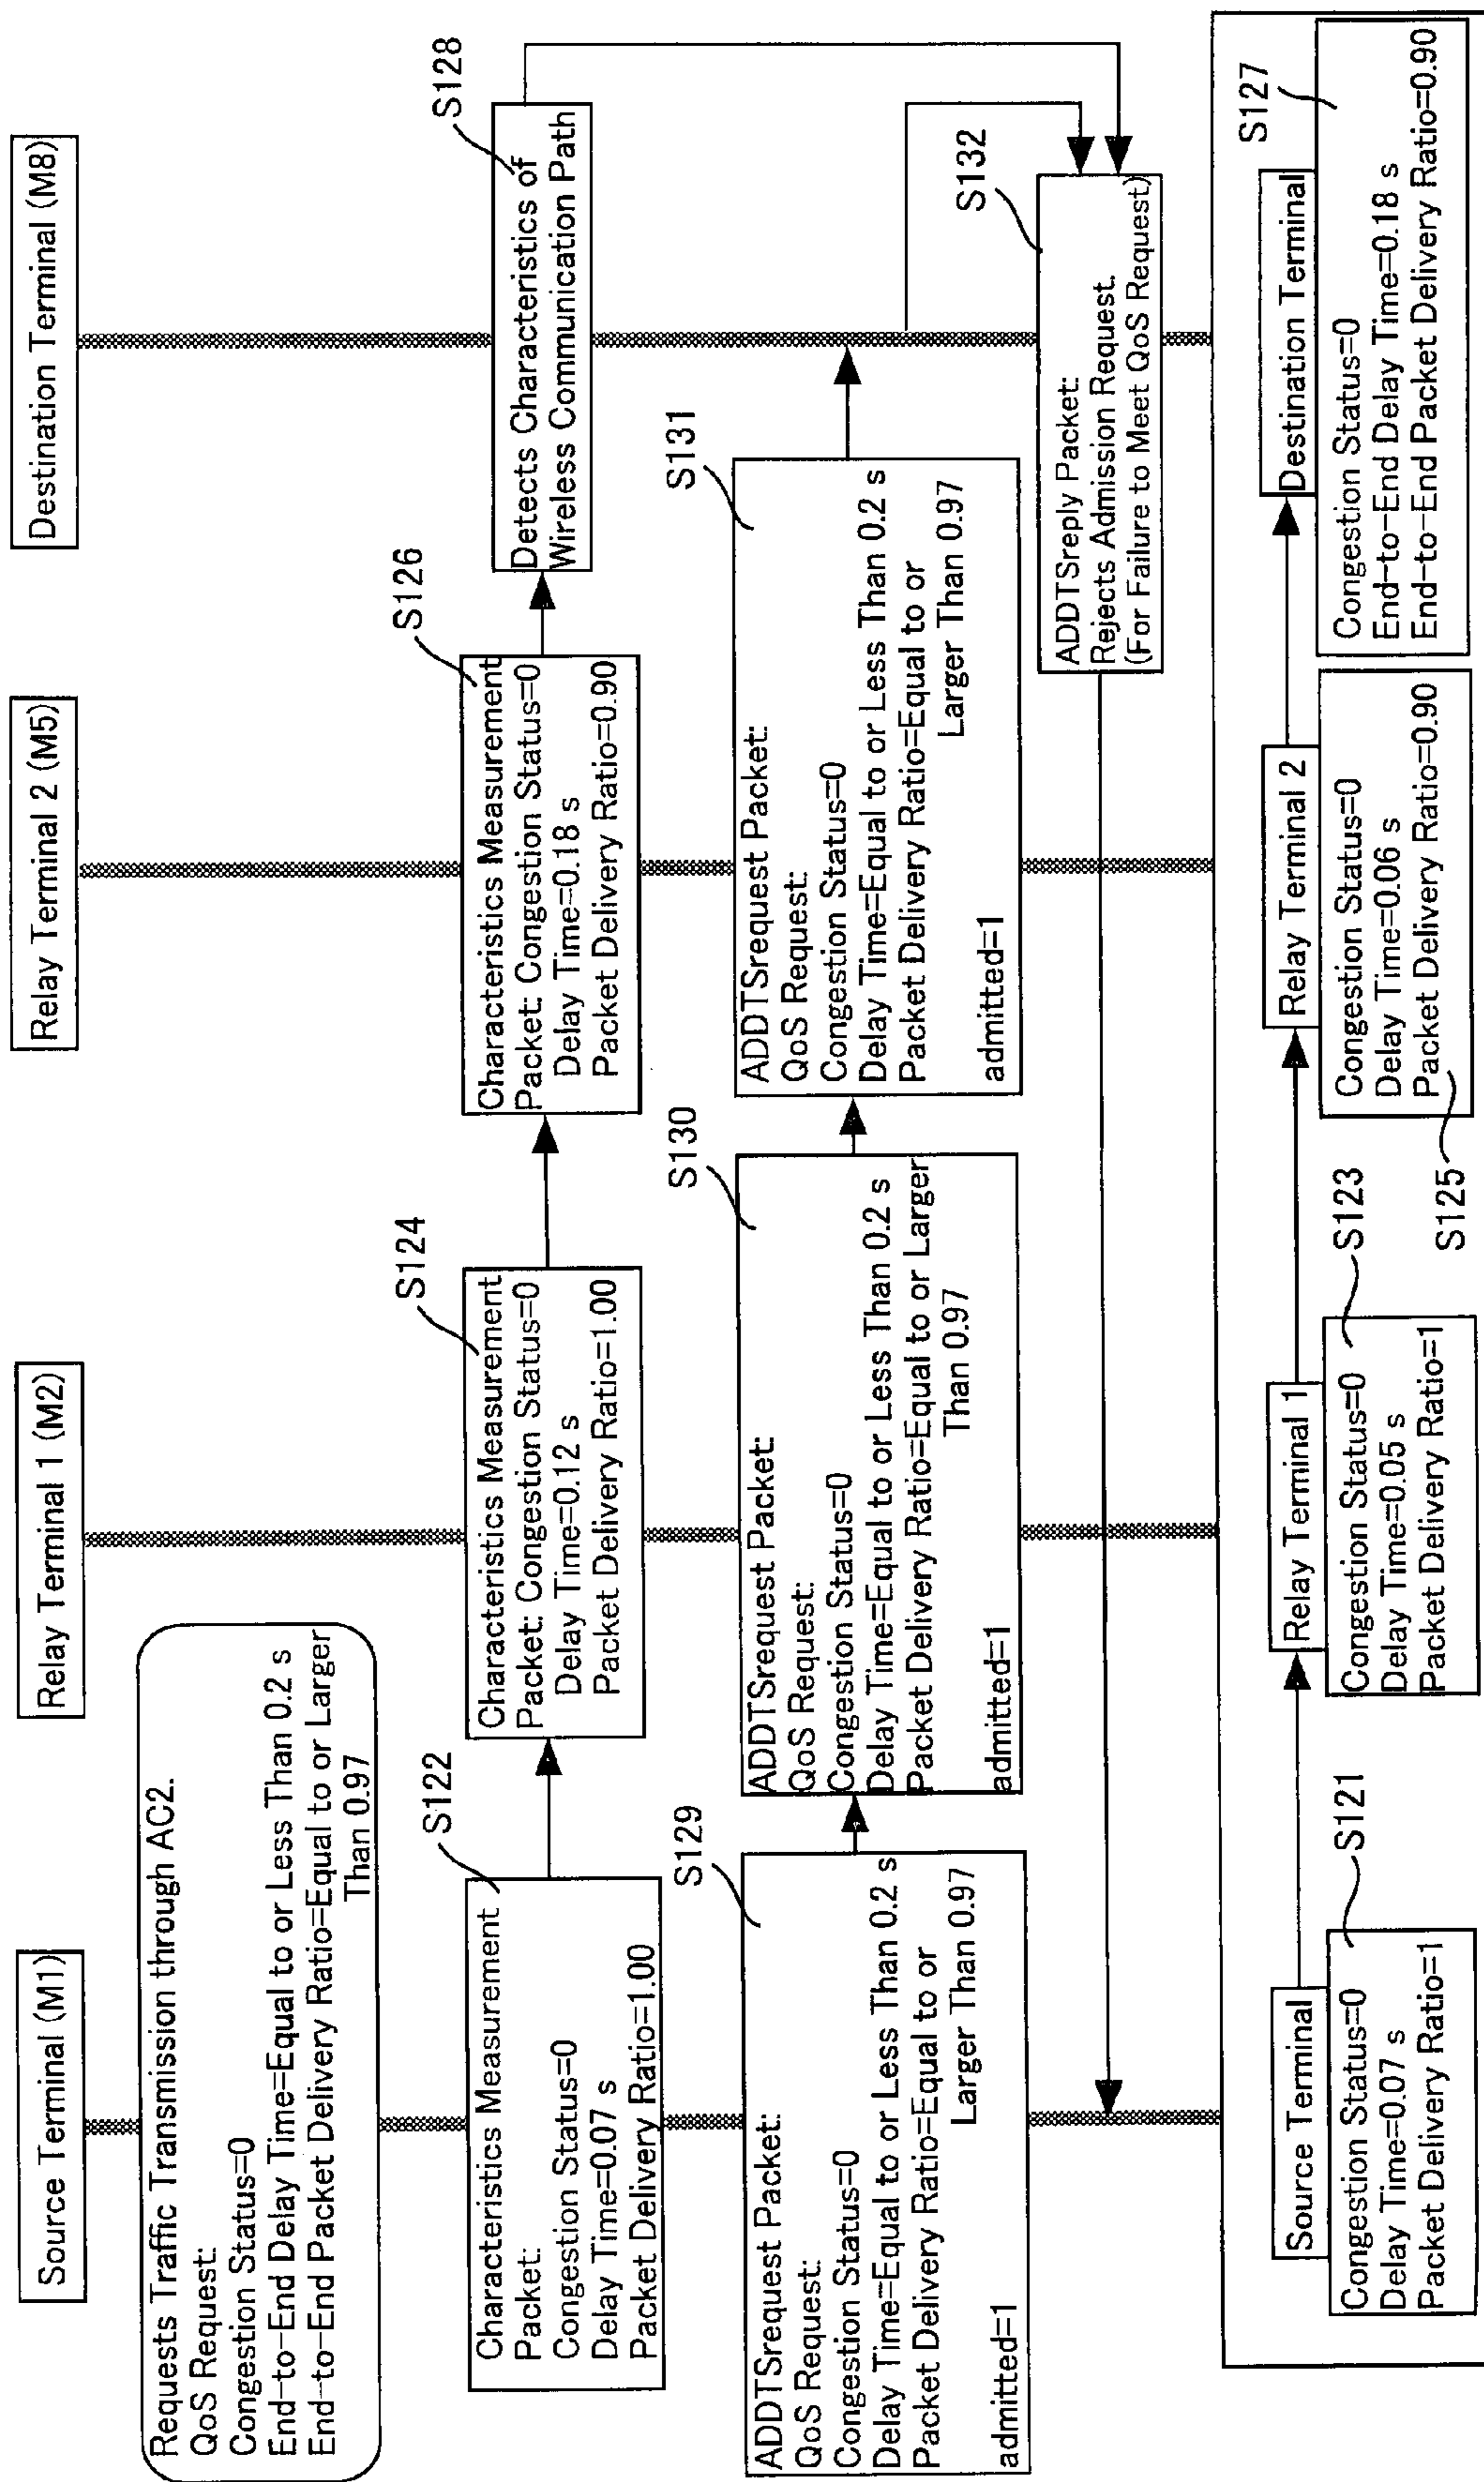 Source Terminal (M1)
Relay Terminal 1 (M2)
Relay Terminal 2 (M5)
Destination Terminal (M8)
Requests Traffic Transmission through AC2.
QoS Request:
Congestion Status=0
End-to-End Delay Time=Equal to or Less Than 0.2 s
End-to-End Packet Delivery Ratio=Equal to or Larger
Than 0.97
S122
Characteristics Measurement
Packet:
Congestion Status=0
Delay Time=0.07 s
Packet Delivery Ratio=1.00
S124
Characteristics Measurement
Packet: Congestion Status=0
Delay Time=0.12 s
Packet Delivery Ratio=1.00
S126
Characteristics Measurement
Packet: Congestion Status=0
Delay Time=0.18 s
Packet Delivery Ratio=0.90
S128
Detects Characteristics of
Wireless Communication Path
S129
ADDTSrequest Packet:
QoS Request:
Congestion Status=0
Delay Time=Equal to or Less Than 0.2 s
Packet Delivery Ratio=Equal to or
Larger Than 0.97
admitted=1
S130
ADDTSrequest Packet:
QoS Request:
Congestion Status=0
Delay Time=Equal to or Less Than 0.2 s
Packet Delivery Ratio=Equal to or Larger
Than 0.97
admitted=1
S131
ADDTSrequest Packet:
QoS Request:
Congestion Status=0
Delay Time=Equal to or Less Than 0.2 s
Packet Delivery Ratio=Equal to or
Larger Than 0.97
admitted=1
S132
ADDTSreply Packet:
Rejects Admission Request.
(For Failure to Meet QoS Request)
Source Terminal
S121
Congestion Status=0
Delay Time=0.07 s
Packet Delivery Ratio=1
Relay Terminal 1
S123
Congestion Status=0
Delay Time=0.05 s
Packet Delivery Ratio=1
Relay Terminal 2
Congestion Status=0
Delay Time=0.06 s
Packet Delivery Ratio=0.90
S125
Destination Terminal
S127
Congestion Status=0
End-to-End Delay Time=0.18 s
End-to-End Packet Delivery Ratio=0.90